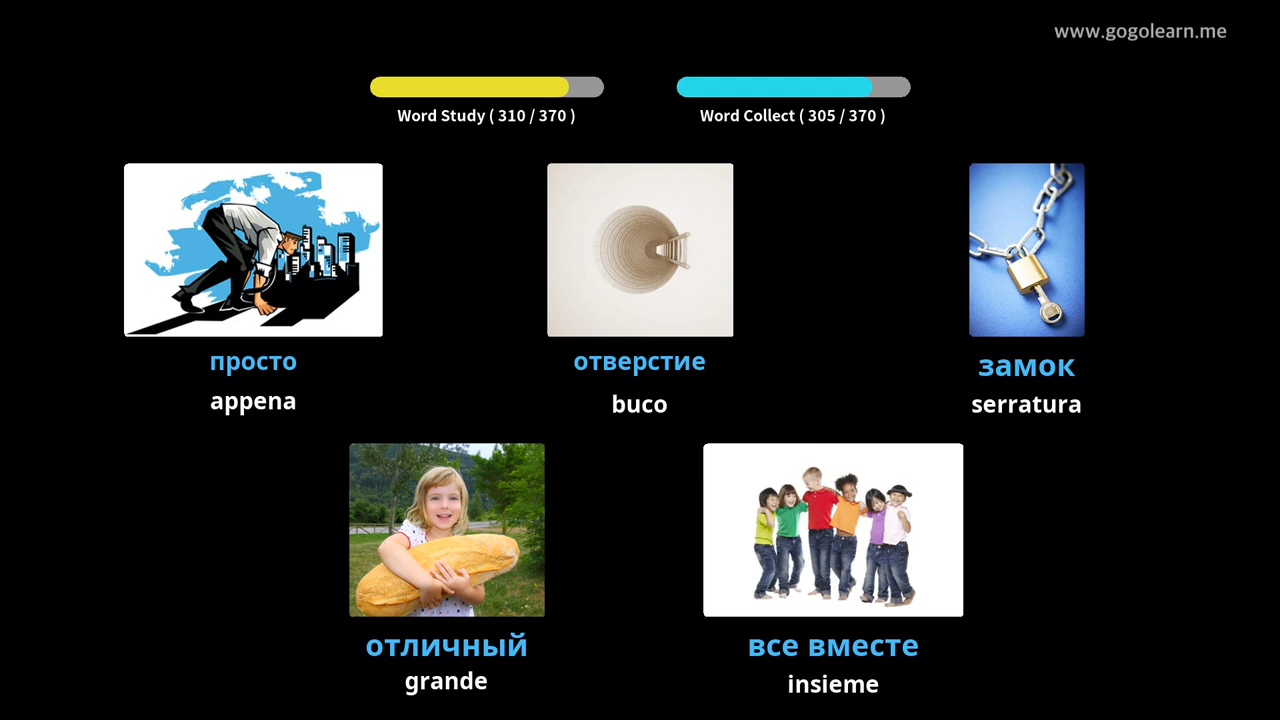 www.gogolearn.me
Word Study ( 310 / 370 )
Word Collect ( 305 / 370 )
просто
appena
отверстие
buco
замок
serratura
отличный
grande
все вместе
insieme